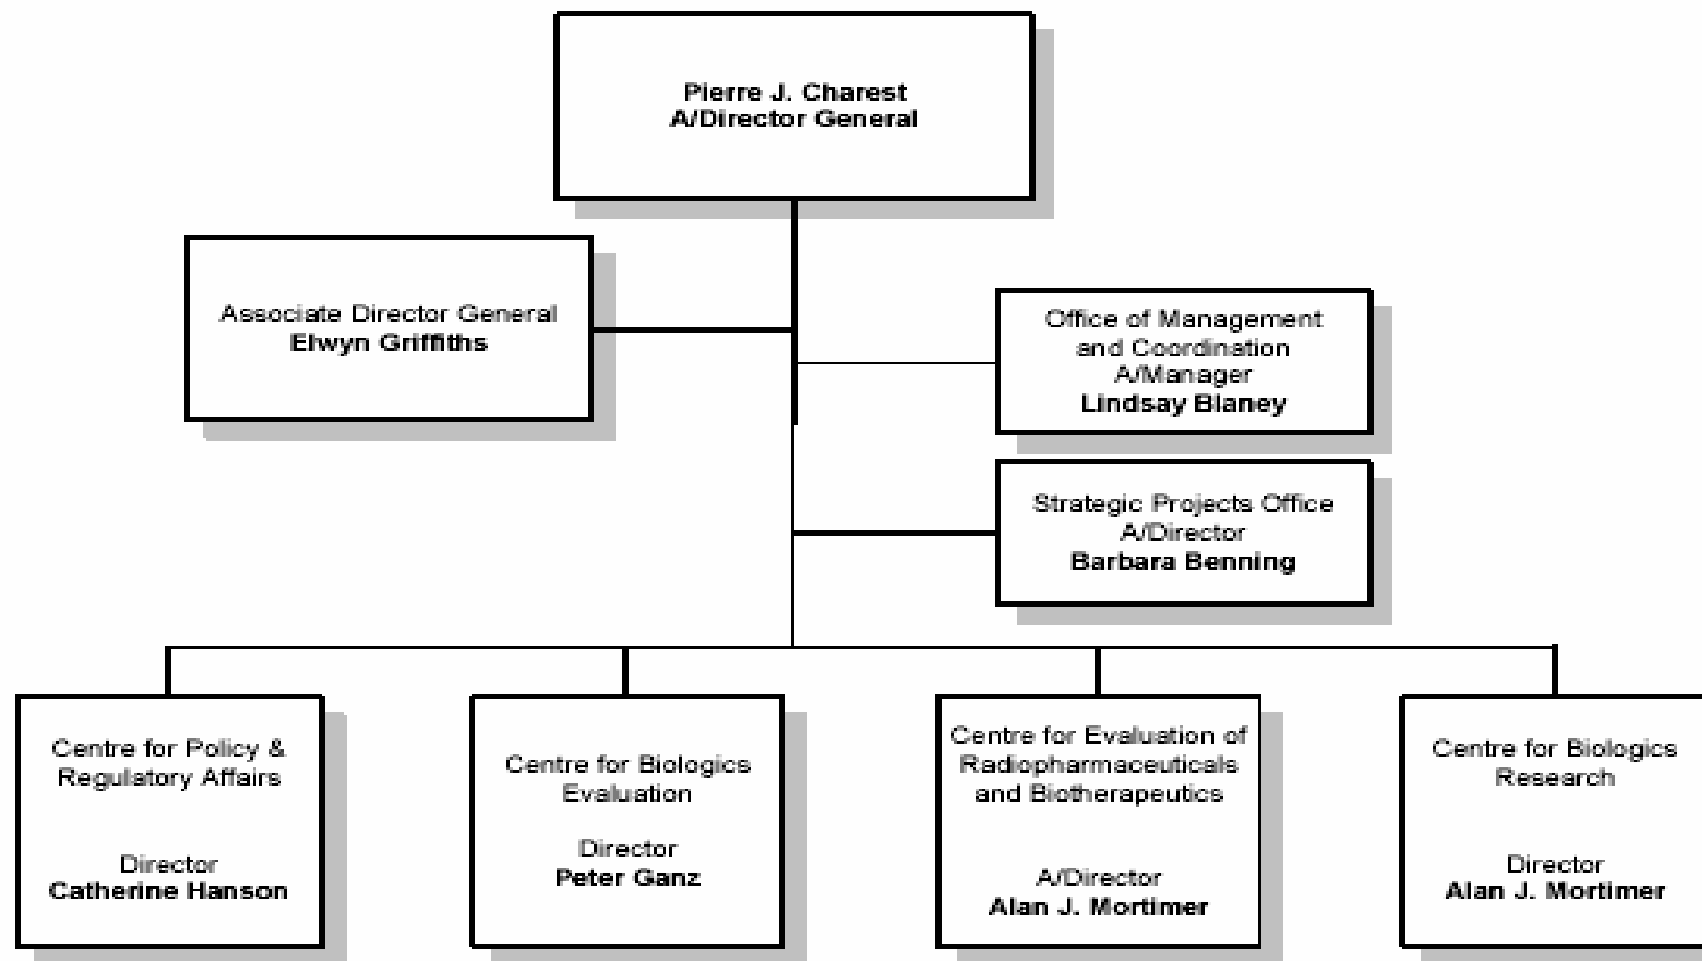 Pierre J. Charest
A/Director General
Associate Director General
Elwyn Griffiths
Office of Management
and Coordination
A/Manager
Lindsay Blaney
Strategic Projects Office
A/Director
Barbara Benning
Centre for Policy &
Regulatory Affairs
Director
Catherine Hanson
Centre for Biologics
Evaluation
Director
Peter Ganz
Centre for Evaluation of
Radiopharmaceuticals
and Biotherapeutics
A/Director
Alan J. Mortimer
Centre for Biologics
Research
Director
Alan J. Mortimer